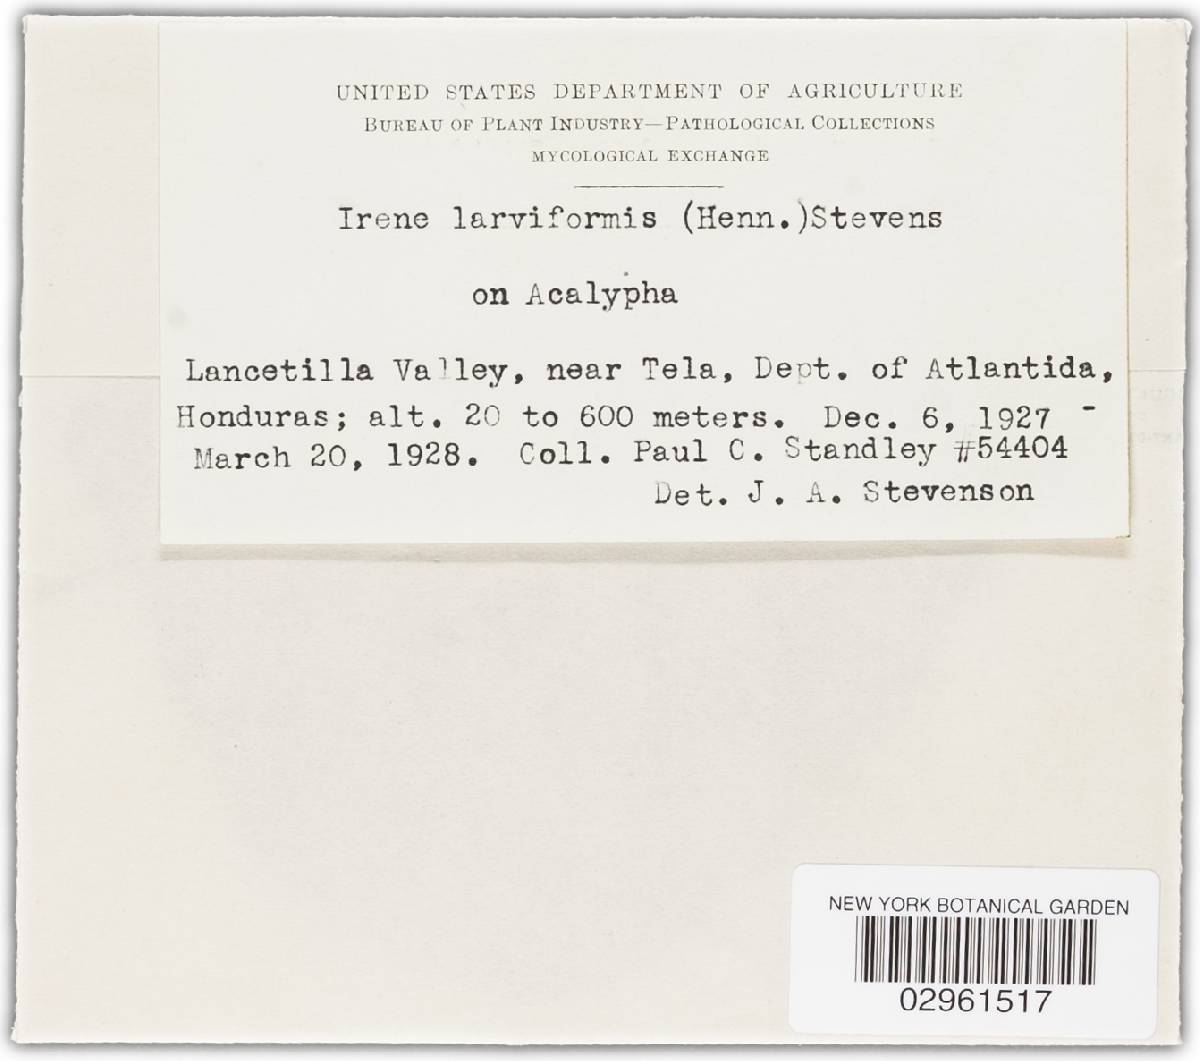 UNITED STATES DEPARTMENT OF AGRICULTURE
BUREAU OF PLANT INDUSTRY—PATHOLOGICAL COLLECTIONS
MYCOLOGICAL EXCHANGE
Irene larviformis (Henn.)Stevens
on Acalypha
Lancetilla Valley, near Tela, Dept. of Atlantida,
Honduras; alt. 20 to 600 meters. Dec. 6, 1927 -
March 20, 1928. Coll. Paul C. Standley #54404
Det. J. A. Stevenson
NEW YORK BOTANICAL GARDEN
02961517